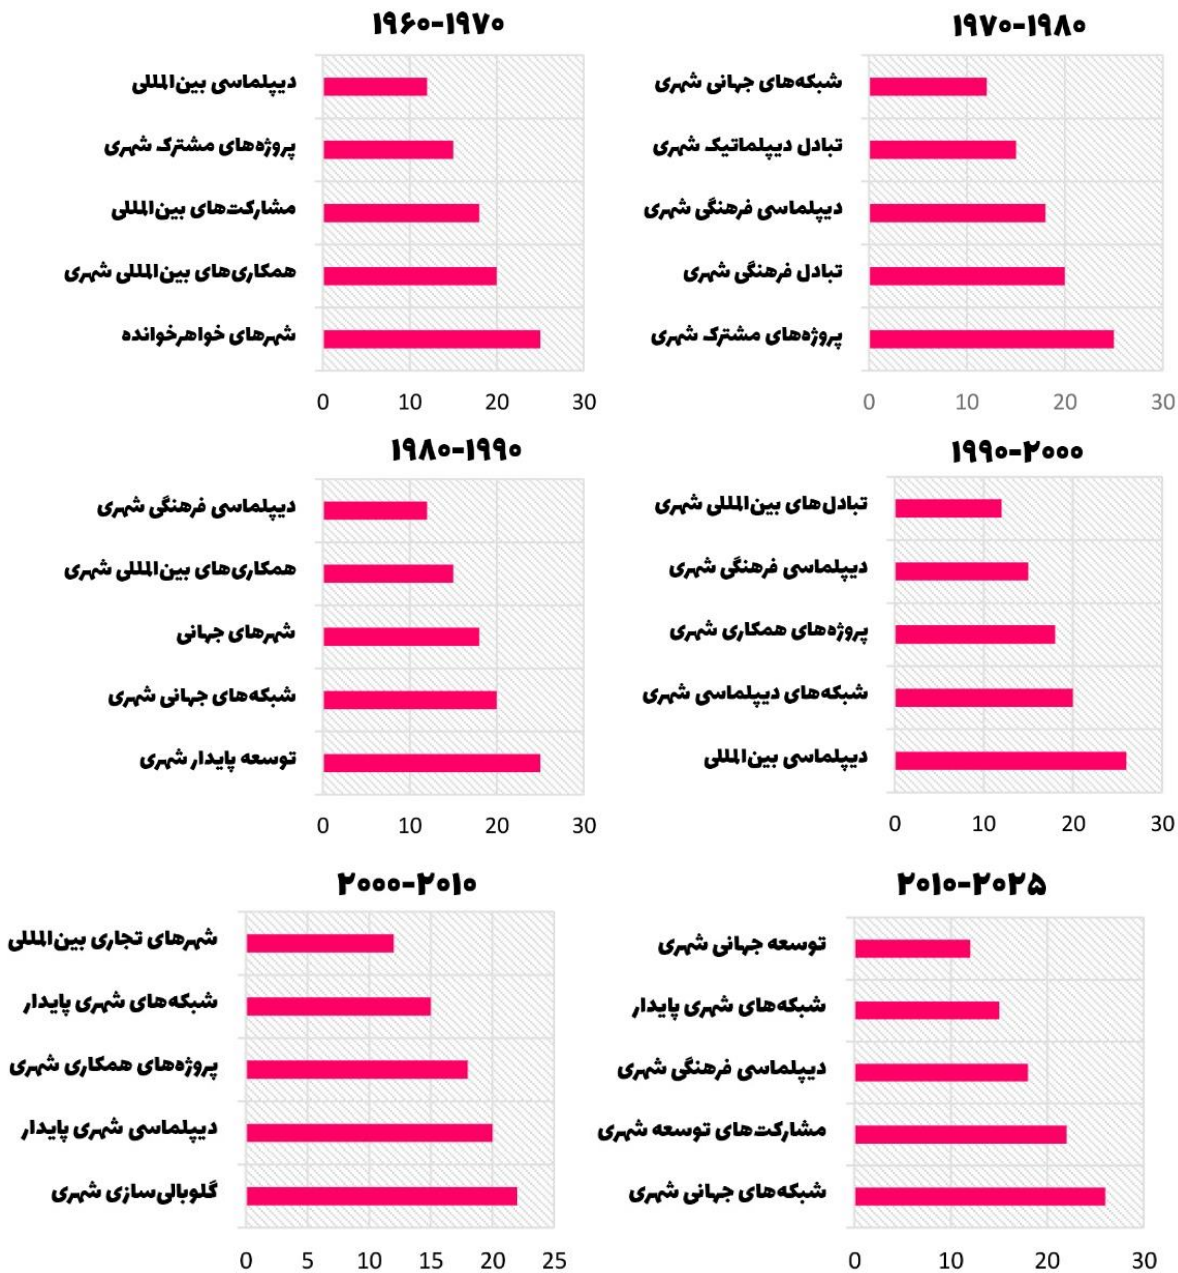 ۱۹۶۰-۱۹۷۰
دیپلماسی بین‌المللی
پروژه‌های مشترک شهری
مشارکت‌های بین‌المللی
همکاری‌های بین‌المللی شهری
شهرهای خواهرخوانده
0 10 20 30
۱۹۷۰-۱۹۸۰
شبکه‌های جهانی شهری
تبادل دیپلماتیک شهری
دیپلماسی فرهنگی شهری
تبادل فرهنگی شهری
پروژه‌های مشترک شهری
0 10 20 30
۱۹۸۰-۱۹۹۰
دیپلماسی فرهنگی شهری
همکاری‌های بین‌المللی شهری
شهرهای جهانی
شبکه‌های جهانی شهری
توسعه پایدار شهری
0 10 20 30
۱۹۹۰-۲۰۰۰
تبادل‌های بین‌المللی شهری
دیپلماسی فرهنگی شهری
پروژه‌های همکاری شهری
شبکه‌های دیپلماسی شهری
دیپلماسی بین‌المللی
0 10 20 30
۲۰۰۰-۲۰۱۰
شهرهای تجاری بین‌المللی
شبکه‌های شهری پایدار
پروژه‌های همکاری شهری
دیپلماسی شهری پایدار
گلوبالی‌سازی شهری
0 5 10 15 20 25
۲۰۱۰-۲۰۲۵
توسعه جهانی شهری
شبکه‌های شهری پایدار
دیپلماسی فرهنگی شهری
مشارکت‌های توسعه شهری
شبکه‌های جهانی شهری
0 10 20 30